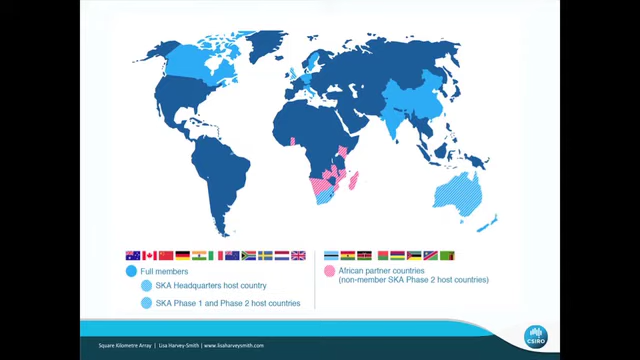 Full members
SKA Headquarters host country
SKA Phase 1 and Phase 2 host countries
African partner countries
(non-member SKA Phase 2 host countries)
Square Kilometre Array | Lisa Harvey-Smith | www.lisaharveysmith.com
CSIRO